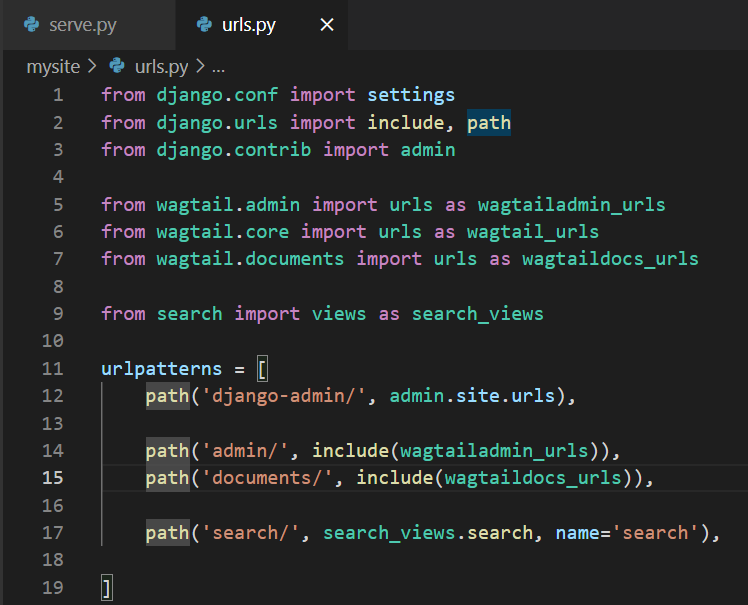 serve.py urls.py ×
mysite > urls.py > ...
1 from django.conf import settings
2 from django.urls import include, path
3 from django.contrib import admin
4
5 from wagtail.admin import urls as wagtailadmin_urls
6 from wagtail.core import urls as wagtail_urls
7 from wagtail.documents import urls as wagtaildocs_urls
8
9 from search import views as search_views
10
11 urlpatterns = [
12     path('django-admin/', admin.site.urls),
13
14     path('admin/', include(wagtailadmin_urls)),
15     path('documents/', include(wagtaildocs_urls)),
16
17     path('search/', search_views.search, name='search'),
18
19 ]